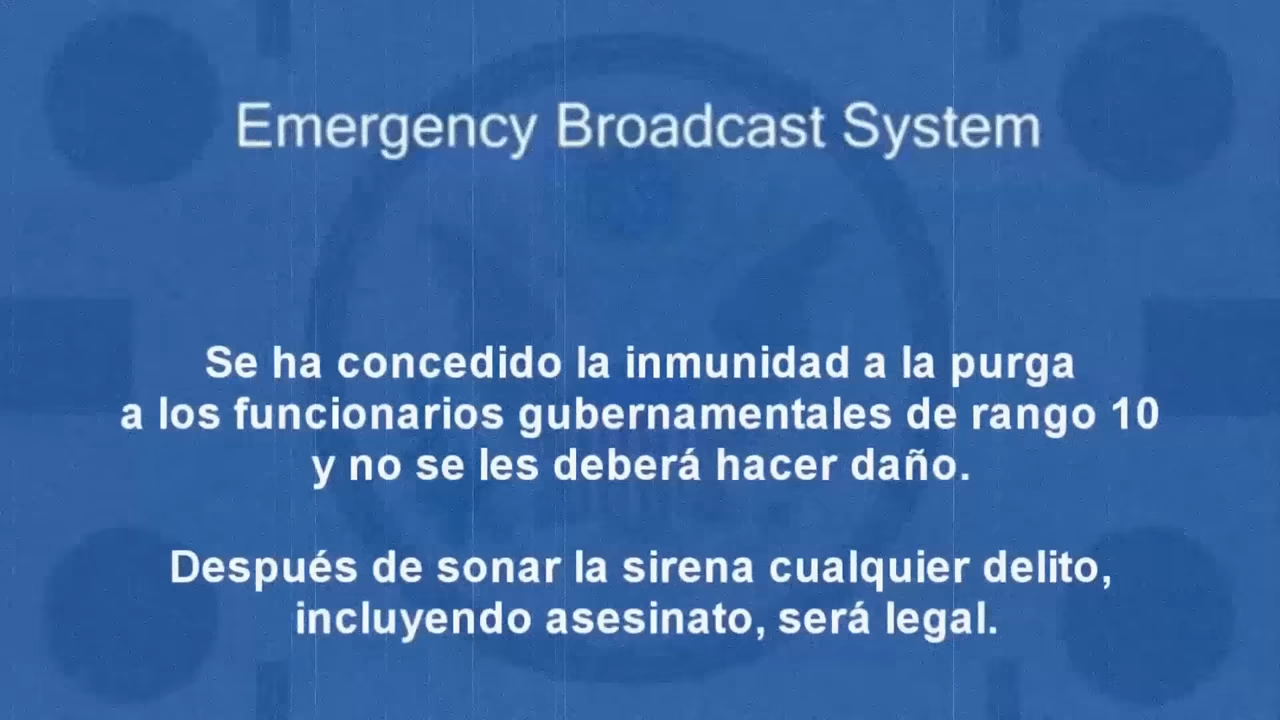 Emergency Broadcast System
Se ha concedido la inmunidad a la purga
a los funcionarios gubernamentales de rango 10
y no se les deberá hacer daño.
Después de sonar la sirena cualquier delito,
incluyendo asesinato, será legal.